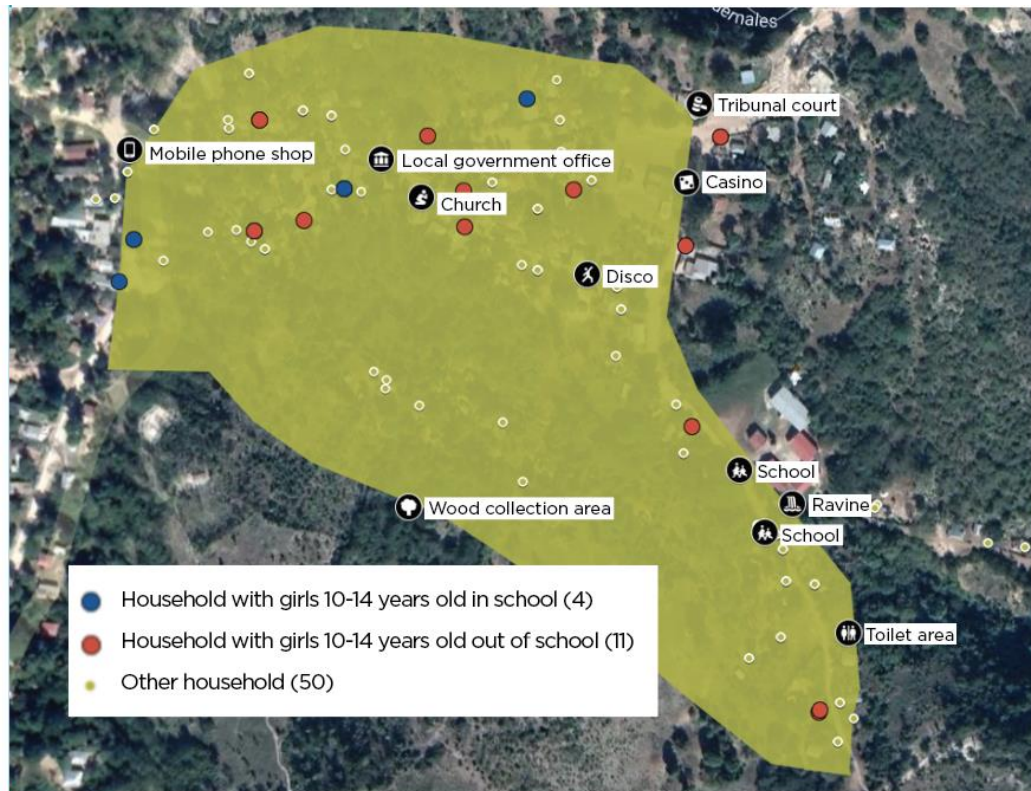 Tribunal court
Mobile phone shop
Local government office
Casino
Church
Disco
School
Ravine
Wood collection area
School
Toilet area
Household with girls 10-14 years old in school (4)
Household with girls 10-14 years old out of school (11)
Other household (50)